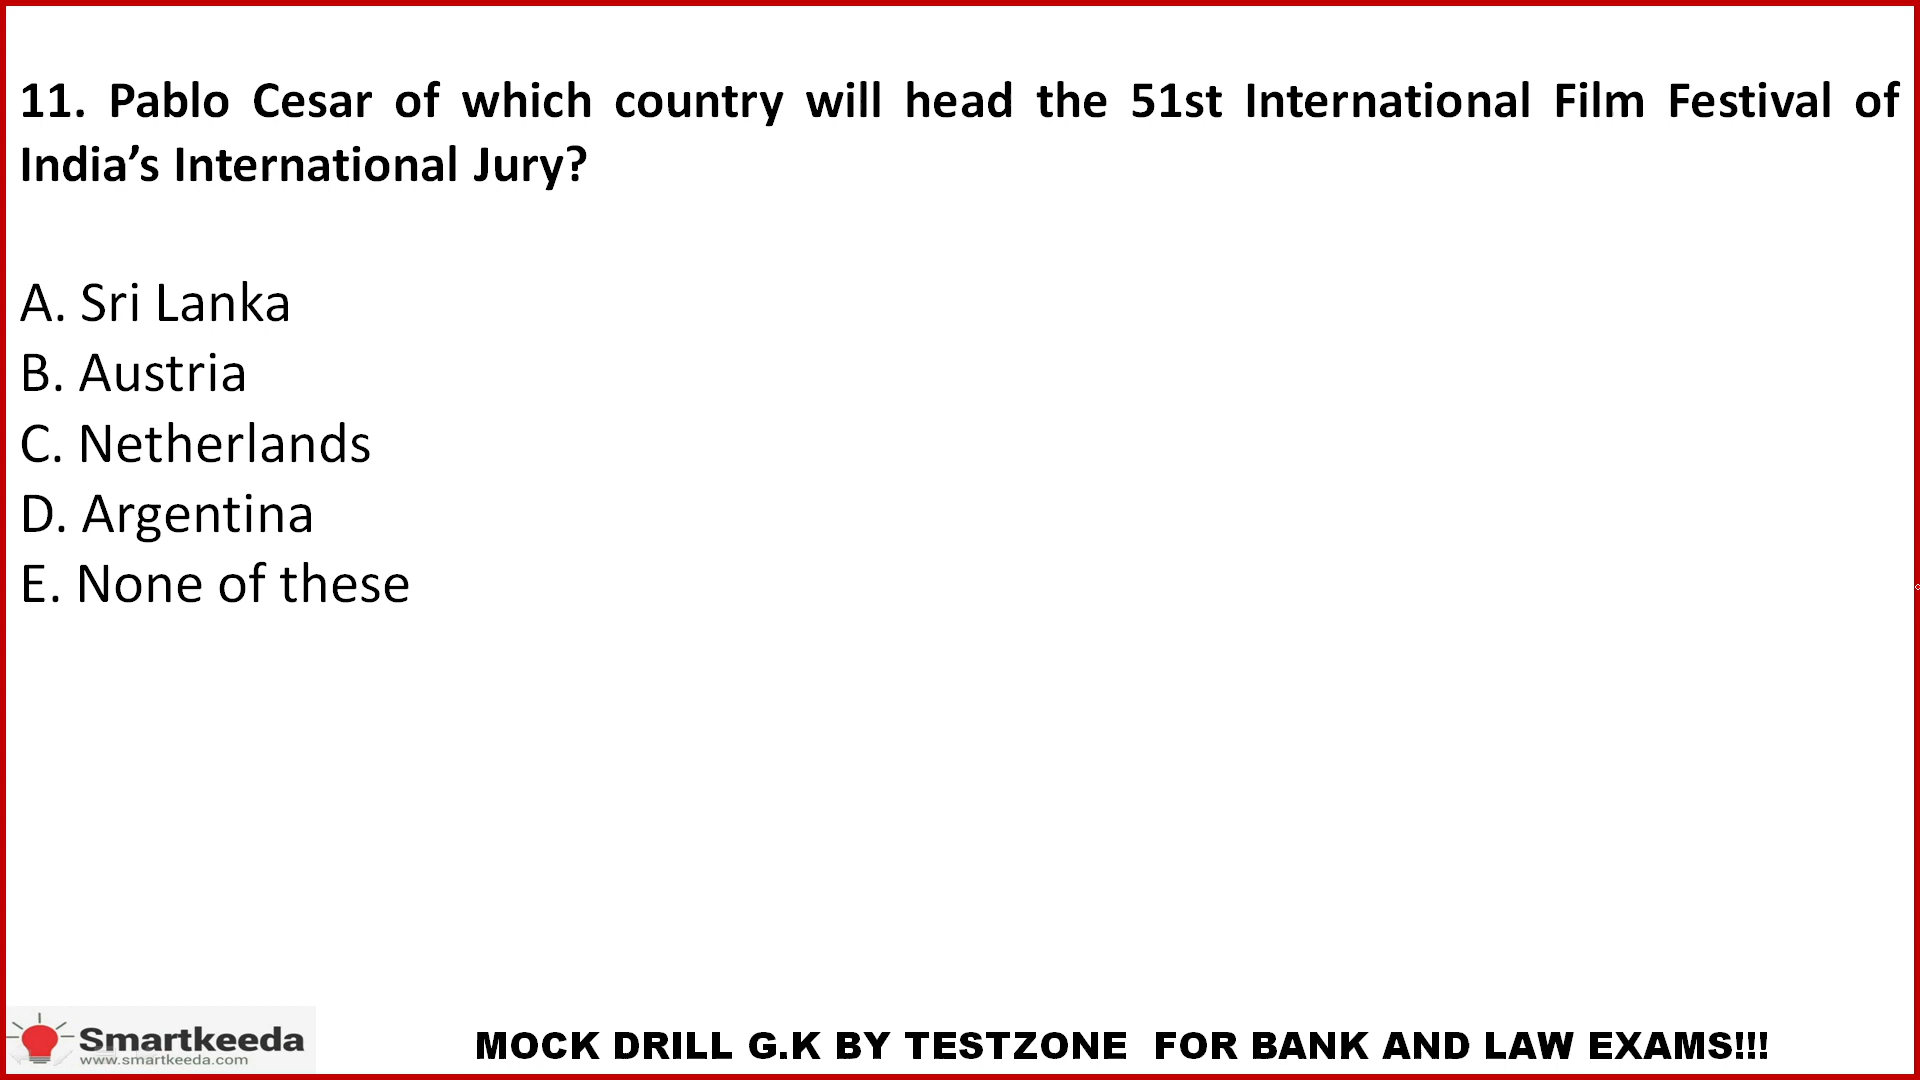 11. Pablo Cesar of which country will head the 51st International Film Festival of
India’s International Jury?
A. Sri Lanka
B. Austria
C. Netherlands
D. Argentina
E. None of these
Smartkeeda
www.smartkeeda.com
MOCK DRILL G.K BY TESTZONE FOR BANK AND LAW EXAMS!!!